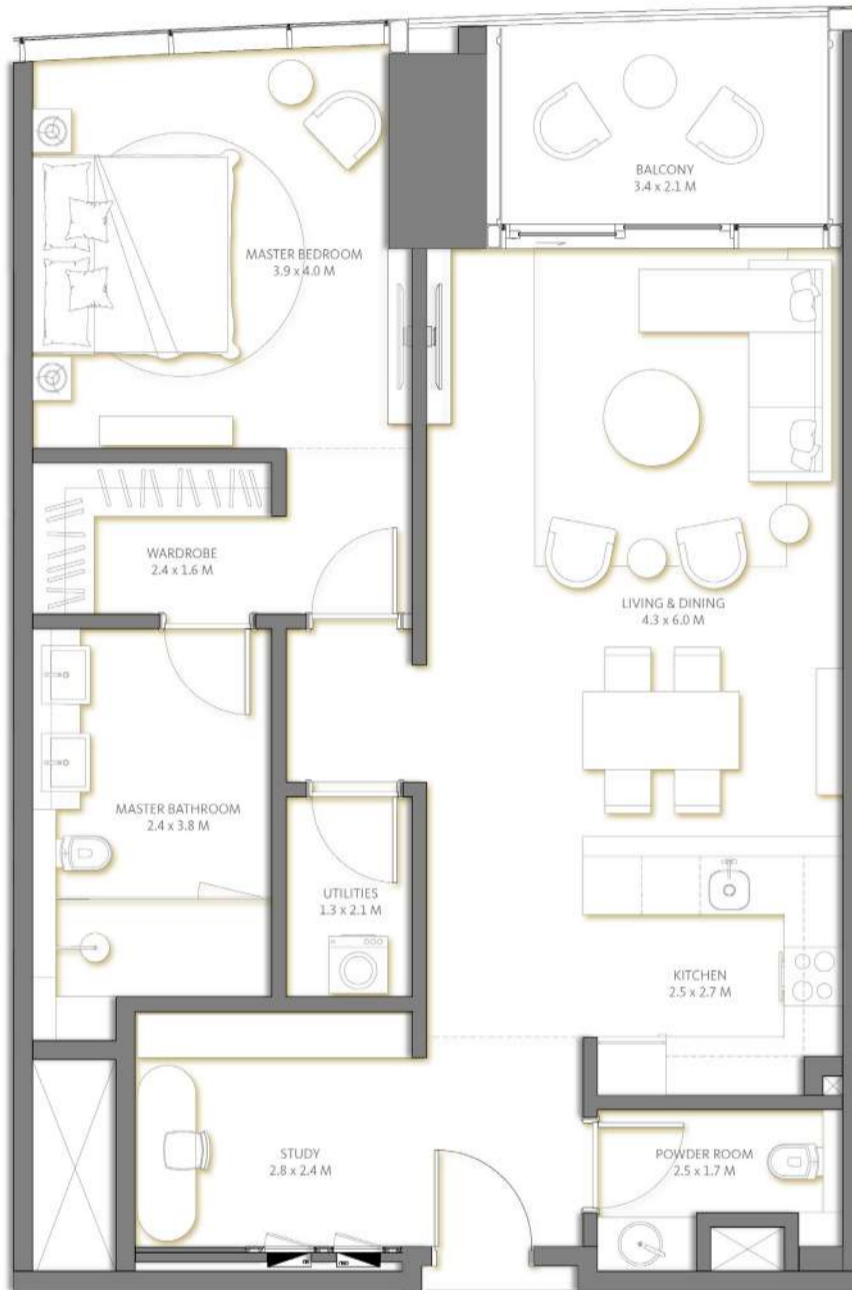 BALCONY
3.4 x 2.1 M
MASTER BEDROOM
3.9 x 4.0 M
WARDROBE
2.4 x 1.6 M
LIVING & DINING
4.3 x 6.0 M
MASTER BATHROOM
2.4 x 3.8 M
UTILITIES
1.3 x 2.1 M
KITCHEN
2.5 x 2.7 M
STUDY
2.8 x 2.4 M
POWDER ROOM
2.5 x 1.7 M